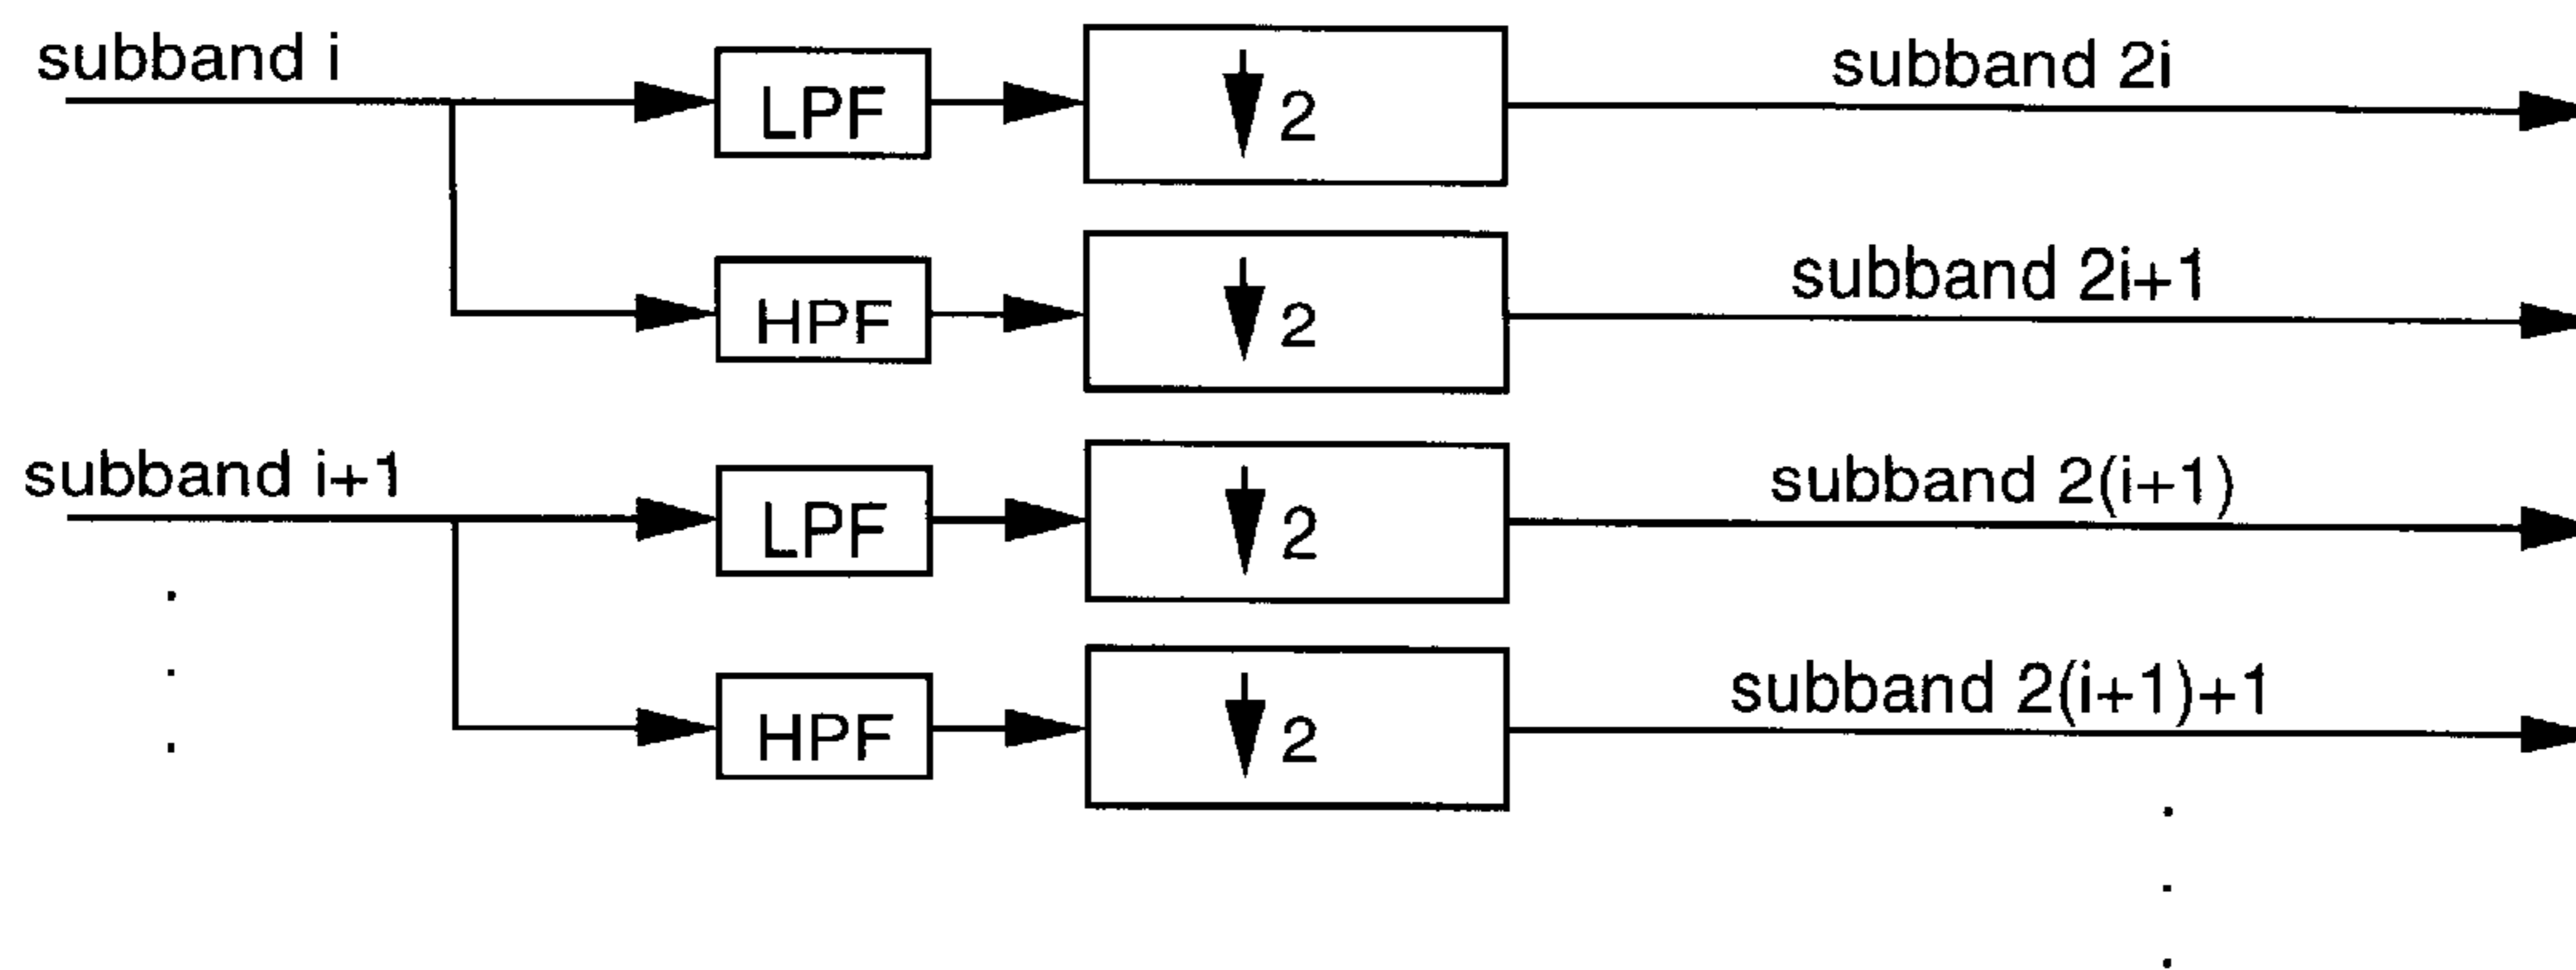 subband i
LPF
2
subband 2i
HPF
2
subband 2i+1
subband i+1
LPF
2
subband 2(i+1)
HPF
2
subband 2(i+1)+1